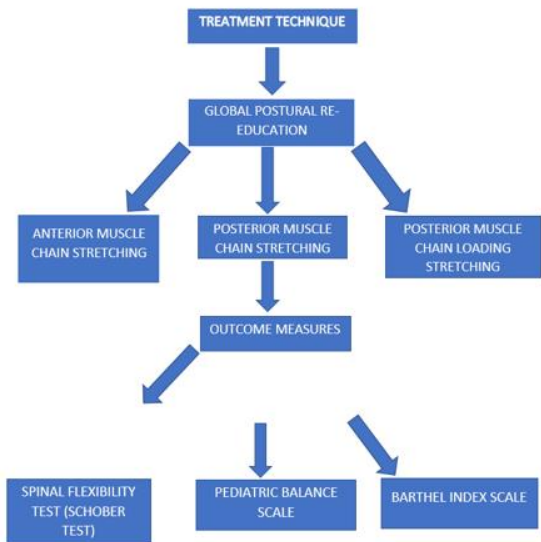 TREATMENT TECHNIQUE
GLOBAL POSTURAL RE-
EDUCATION
ANTERIOR MUSCLE
CHAIN STRETCHING
POSTERIOR MUSCLE
CHAIN STRETCHING
POSTERIOR MUSCLE
CHAIN LOADING
STRETCHING
OUTCOME MEASURES
SPINAL FLEXIBILITY
TEST (SCHOBER
TEST)
PEDIATRIC BALANCE
SCALE
BARTHEL INDEX SCALE